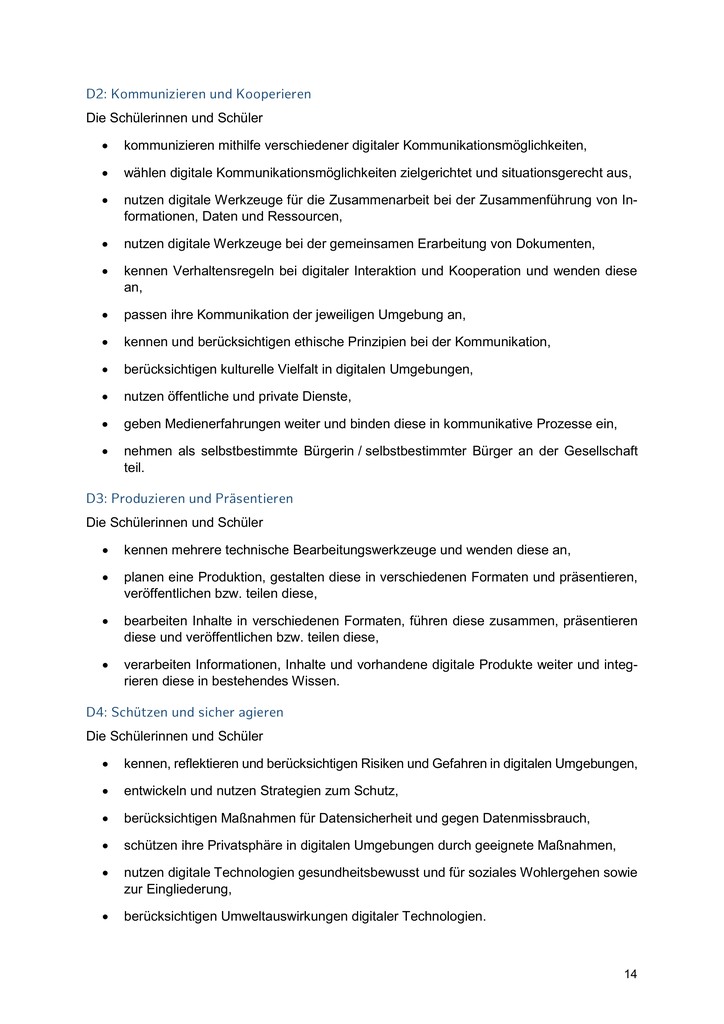 D2: Kommunizieren und Kooperieren
Die Schülerinnen und Schüler
• kommunizieren mithilfe verschiedener digitaler Kommunikationsmöglichkeiten,
• wählen digitale Kommunikationsmöglichkeiten zielgerichtet und situationsgerecht aus,
• nutzen digitale Werkzeuge für die Zusammenarbeit bei der Zusammenführung von In-
formationen, Daten und Ressourcen,
• nutzen digitale Werkzeuge bei der gemeinsamen Erarbeitung von Dokumenten,
• kennen Verhaltensregeln bei digitaler Interaktion und Kooperation und wenden diese
an,
• passen ihre Kommunikation der jeweiligen Umgebung an,
• kennen und berücksichtigen ethische Prinzipien bei der Kommunikation,
• berücksichtigen kulturelle Vielfalt in digitalen Umgebungen,
• nutzen öffentliche und private Dienste,
• geben Medienerfahrungen weiter und binden diese in kommunikative Prozesse ein,
• nehmen als selbstbestimmte Bürgerin / selbstbestimmter Bürger an der Gesellschaft
teil.
D3: Produzieren und Präsentieren
Die Schülerinnen und Schüler
• kennen mehrere technische Bearbeitungswerkzeuge und wenden diese an,
• planen eine Produktion, gestalten diese in verschiedenen Formaten und präsentieren,
veröffentlichen bzw. teilen diese,
• bearbeiten Inhalte in verschiedenen Formaten, führen diese zusammen, präsentieren
diese und veröffentlichen bzw. teilen diese,
• verarbeiten Informationen, Inhalte und vorhandene digitale Produkte weiter und integ-
rieren diese in bestehendes Wissen.
D4: Schützen und sicher agieren
Die Schülerinnen und Schüler
• kennen, reflektieren und berücksichtigen Risiken und Gefahren in digitalen Umgebungen,
• entwickeln und nutzen Strategien zum Schutz,
• berücksichtigen Maßnahmen für Datensicherheit und gegen Datenmissbrauch,
• schützen ihre Privatsphäre in digitalen Umgebungen durch geeignete Maßnahmen,
• nutzen digitale Technologien gesundheitsbewusst und für soziales Wohlergehen sowie
zur Eingliederung,
• berücksichtigen Umweltauswirkungen digitaler Technologien.
14